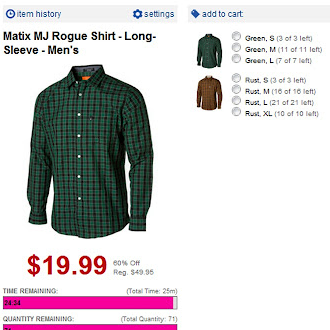 item history
settings
Matix MJ Rogue Shirt - Long-
Sleeve - Men's
$19.99
60% Off
Reg. $49.95
TIME REMAINING:
(Total Time: 25m)
24:34
QUANTITY REMAINING:
(Total Quantity: 71)
add to cart:
Green, S (3 of 3 left)
Green, M (11 of 11 left)
Green, L (7 of 7 left)
Rust, S (3 of 3 left)
Rust, M (16 of 16 left)
Rust, L (21 of 21 left)
Rust, XL (10 of 10 left)